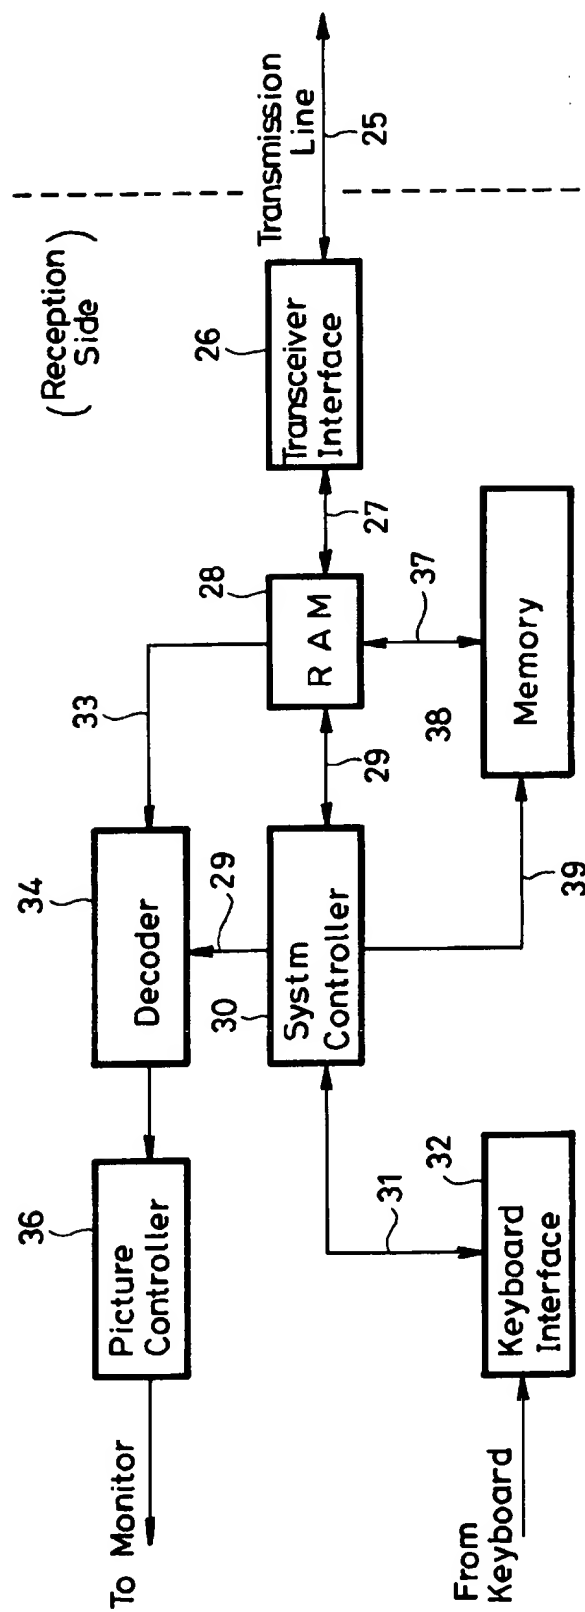 To Monitor
Picture
Controller
36
Decoder
34
33
(Reception
Side)
Transmission
Line
25
Transceiver
Interface
26
27
RAM
28
29
29
Systm
Controller
30
31
Keyboard
Interface
32
From
Keyboard
37
38
Memory
39